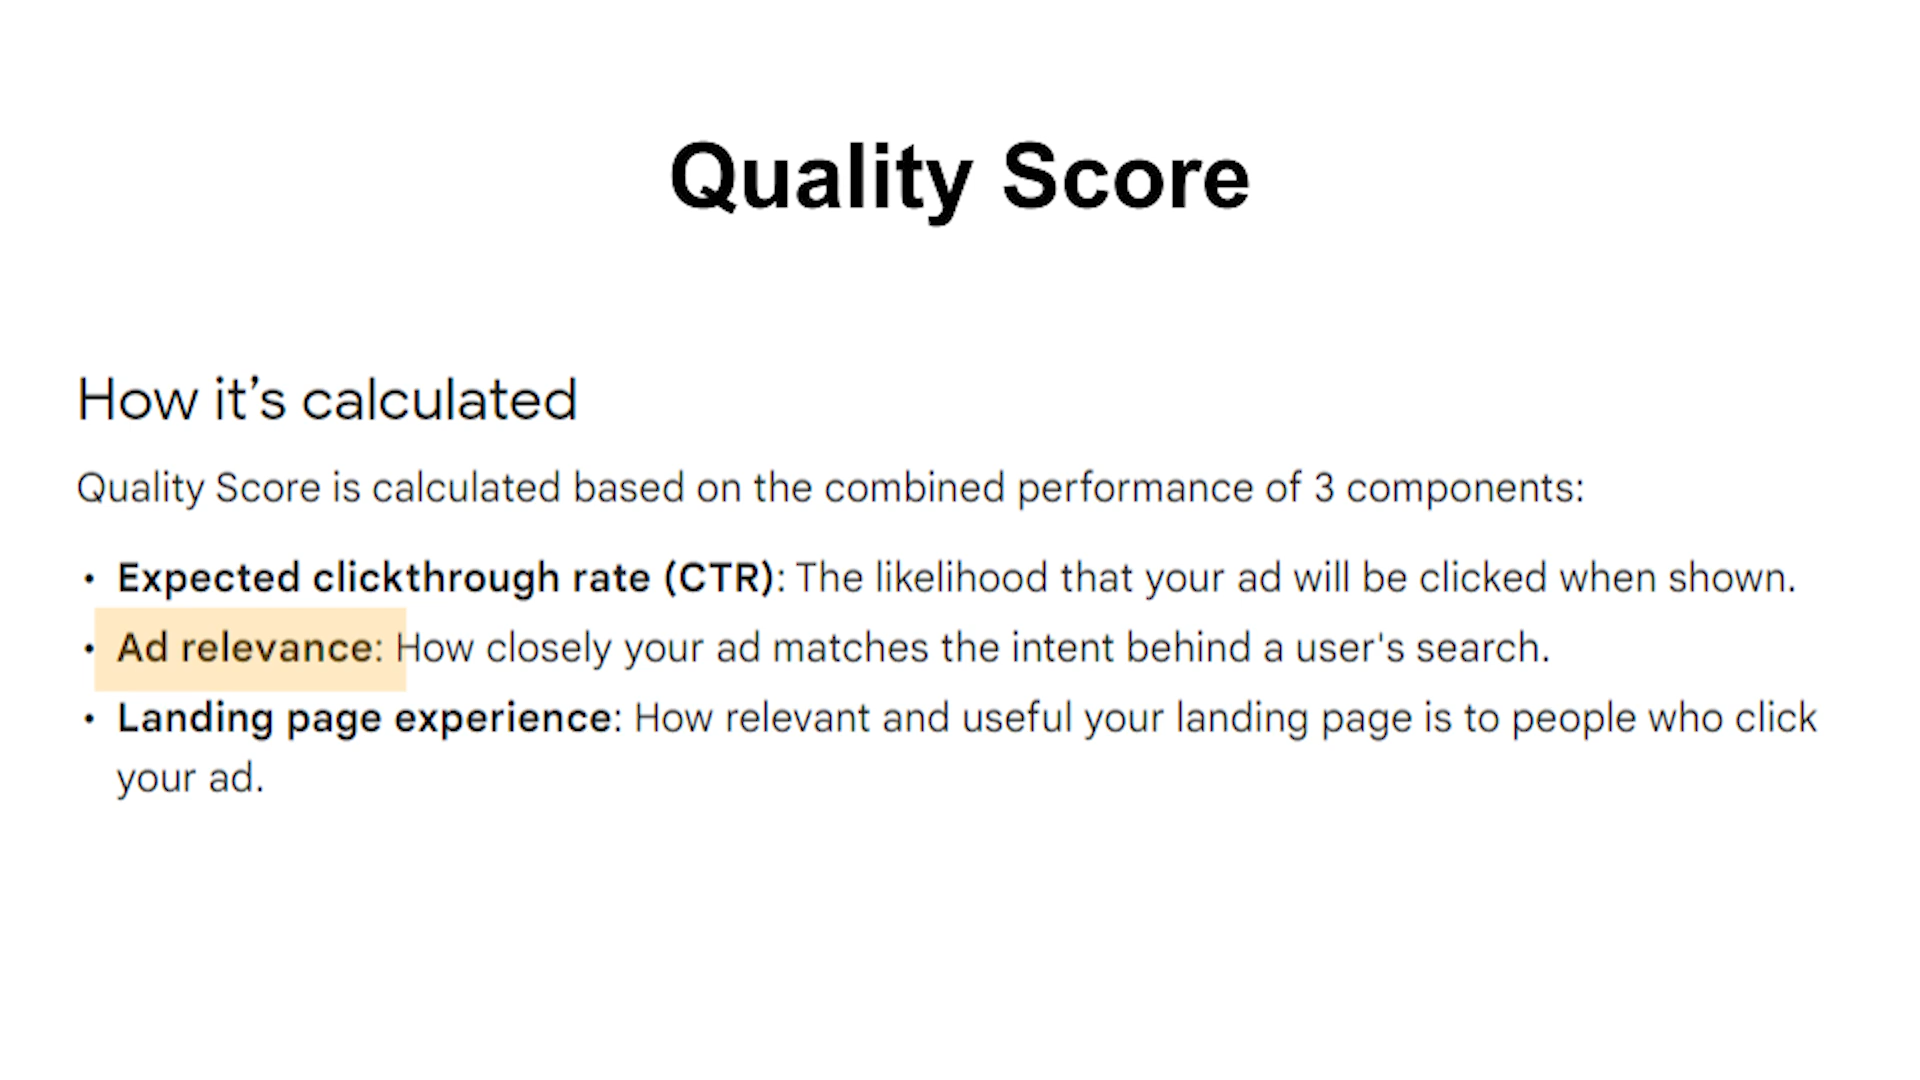 Quality Score
How it’s calculated
Quality Score is calculated based on the combined performance of 3 components:
• Expected clickthrough rate (CTR): The likelihood that your ad will be clicked when shown.
• Ad relevance: How closely your ad matches the intent behind a user's search.
• Landing page experience: How relevant and useful your landing page is to people who click
your ad.